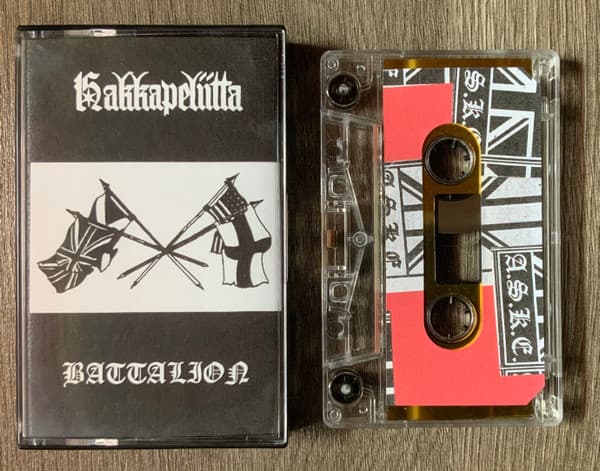 Hakkapeliitta
BATTALION
S.K.
A.S.K.E.